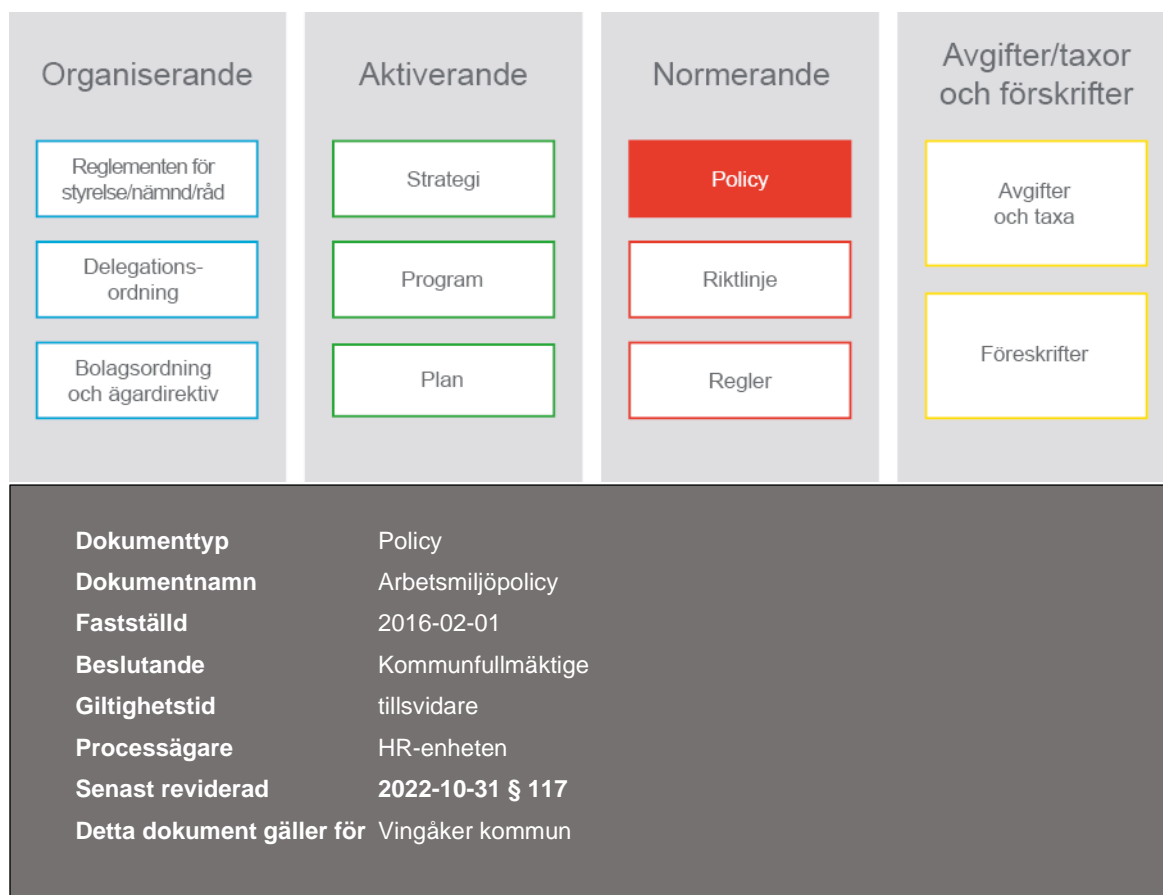 Organiserande
Reglementen för
styrelse/nämnd/råd
Delegations-
ordning
Bolagsordning
och ägardirektiv
Aktiverande
Strategi
Program
Plan
Normerande
Policy
Riktlinje
Regler
Avgifter/taxor
och förskrifter
Avgifter
och taxa
Föreskrifter
Dokumenttyp Policy
Dokumentnamn Arbetsmiljöpolicy
Fastställd 2016-02-01
Beslutande Kommunfullmäktige
Giltighetstid tillsvidare
Processägare HR-enheten
Senast reviderad 2022-10-31 § 117
Detta dokument gäller för Vingåker kommun